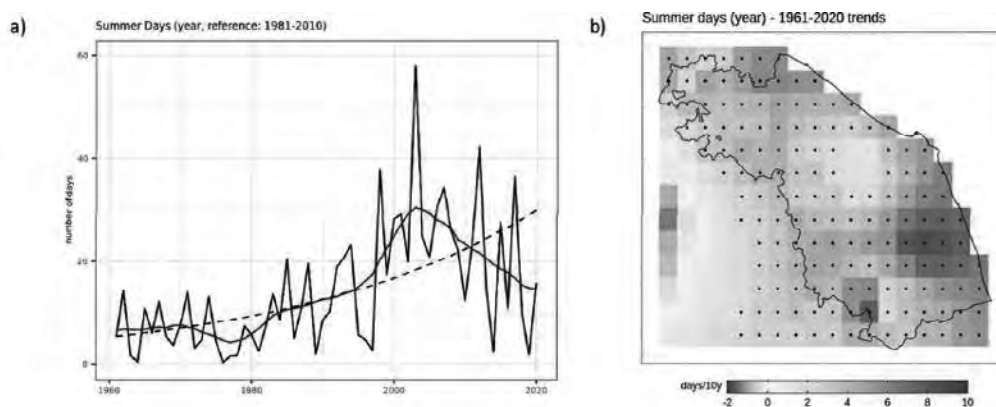 a)
Summer Days (year, reference: 1981-2010)
number of days
60
40
20
0
1960
1980
2000
2020
b)
Summer days (year) - 1961-2020 trends
days/10y
-2
0
2
4
6
8
10